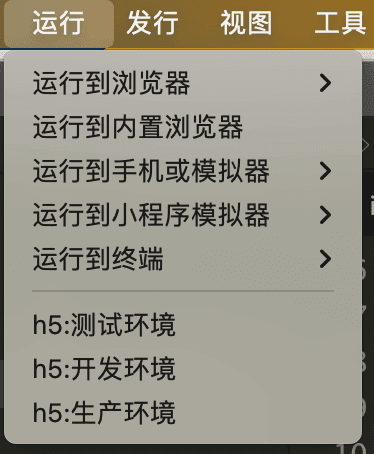 运行 发行 视图 工具
运行到浏览器
运行到内置浏览器
运行到手机或模拟器
运行到小程序模拟器
运行到终端
h5:测试环境
h5:开发环境
h5:生产环境
10